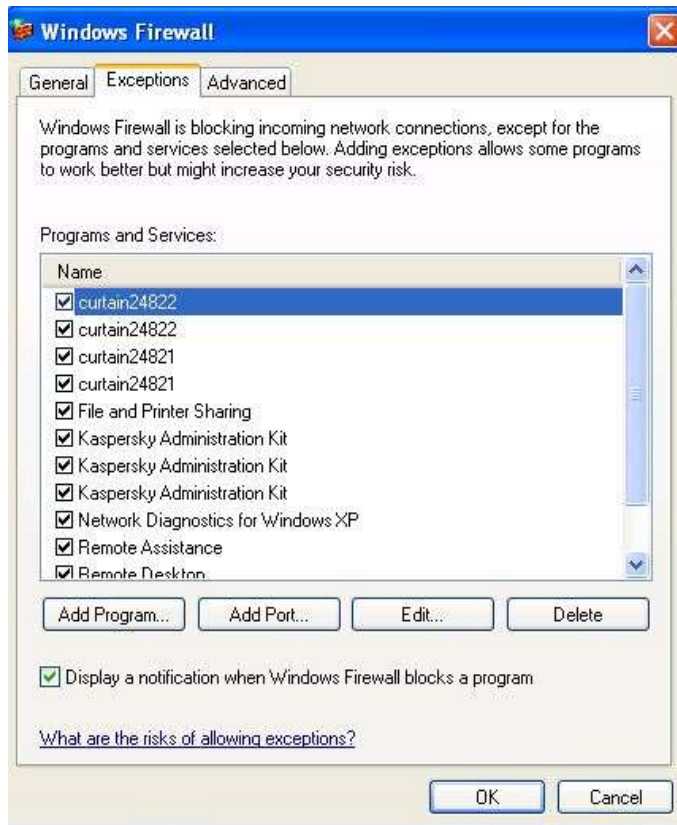 Windows Firewall
General Exceptions Advanced
Windows Firewall is blocking incoming network connections, except for the
programs and services selected below. Adding exceptions allows some programs
to work better but might increase your security risk.
Programs and Services:
Name
curtain24822
curtain24822
curtain24821
curtain24821
File and Printer Sharing
Kaspersky Administration Kit
Kaspersky Administration Kit
Kaspersky Administration Kit
Network Diagnostics for Windows XP
Remote Assistance
Remote Desktop
Add Program... Add Port... Edit... Delete
Display a notification when Windows Firewall blocks a program
What are the risks of allowing exceptions?
OK Cancel